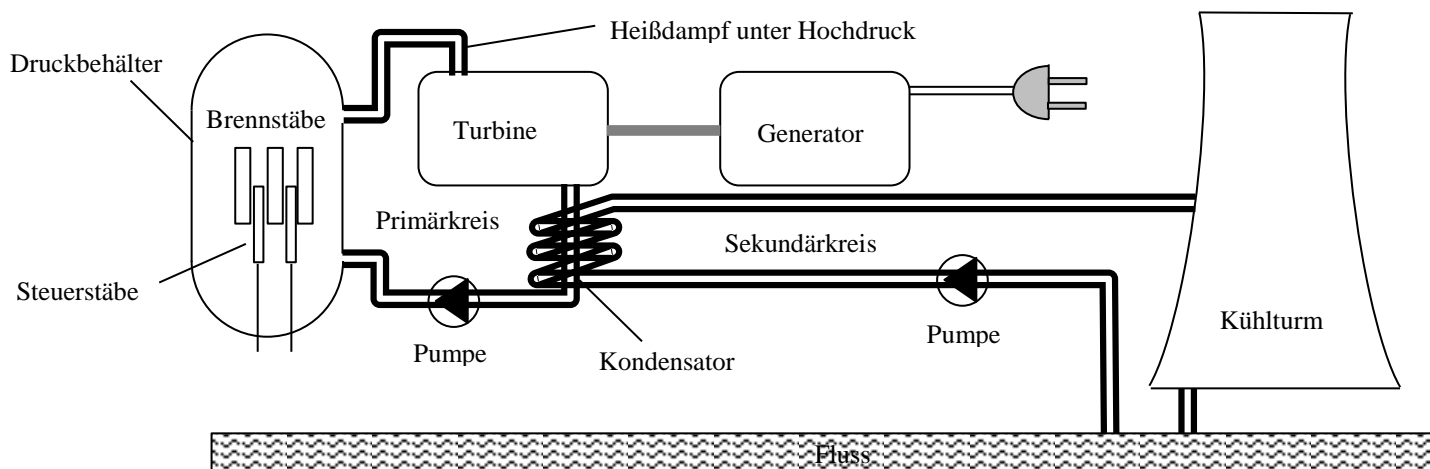 Heißdampf unter Hochdruck
Druckbehälter
Brennstäbe
Turbine
Generator
Primärkreis
Sekundärkreis
Steuerstäbe
Pumpe
Kondensator
Pumpe
Kühlturm
Fluss